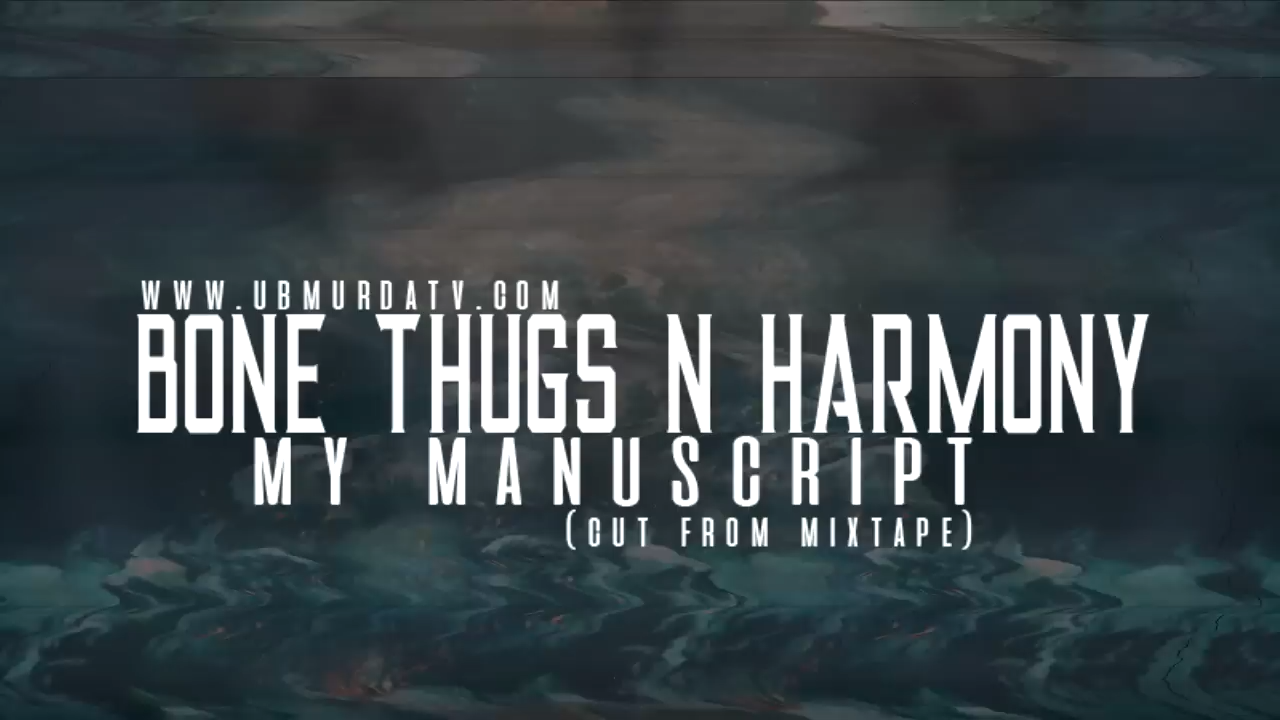 WWW.UBMURDATV.COM
BONE THUGS N HARMONY
MY MANUSCRIPT
(CUT FROM MIXTAPE)